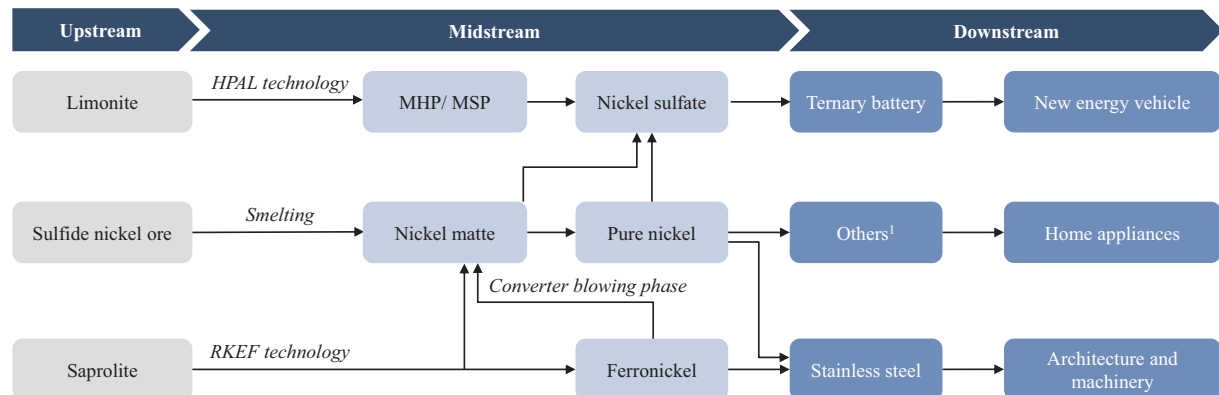 Upstream
Midstream
Downstream
Limonite
HPAL technology
MHP/ MSP
Nickel sulfate
Ternary battery
New energy vehicle
Sulfide nickel ore
Smelting
Nickel matte
Pure nickel
Others¹
Home appliances
Converter blowing phase
Saprolite
RKEF technology
Ferronickel
Stainless steel
Architecture and
machinery